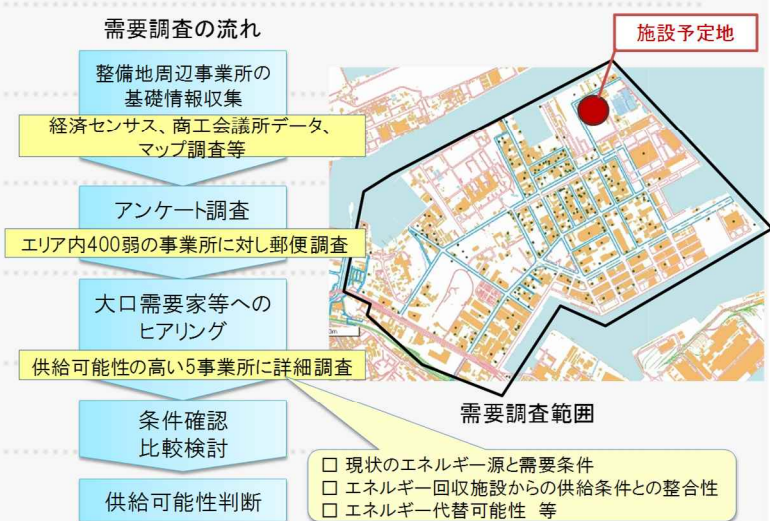 需要調査の流れ
整備地周辺事業所の
基礎情報収集
経済センサス、商工会議所データ、
マップ調査等
アンケート調査
エリア内400弱の事業所に対し郵便調査
大口需要家等への
ヒアリング
供給可能性の高い5事業所に詳細調査
条件確認
比較検討
供給可能性判断
施設予定地
需要調査範囲
□ 現状のエネルギー源と需要条件
□ エネルギー回収施設からの供給条件との整合性
□ エネルギー代替可能性 等